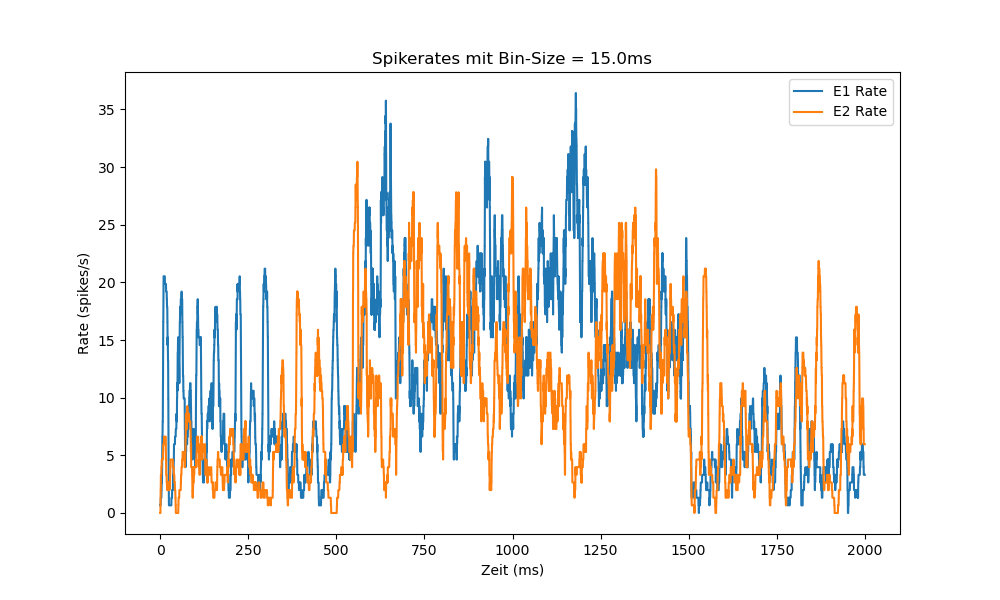 Spikerates mit Bin-Size = 15.0ms
E1 Rate
E2 Rate
Rate (spikes/s)
35
30
25
20
15
10
5
0
0 250 500 750 1000 1250 1500 1750 2000
Zeit (ms)